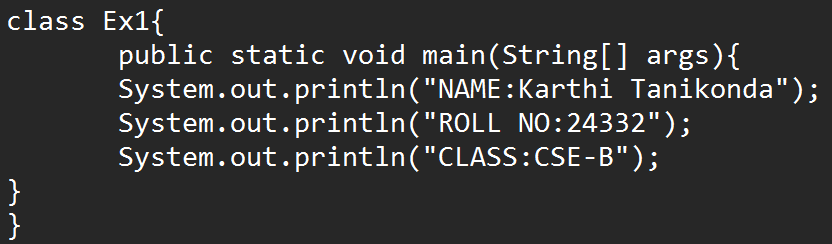 class Ex1{
public static void main(String[] args){
System.out.println("NAME:Karthi Tanikonda");
System.out.println("ROLL NO:24332");
System.out.println("CLASS:CSE-B");
}
}